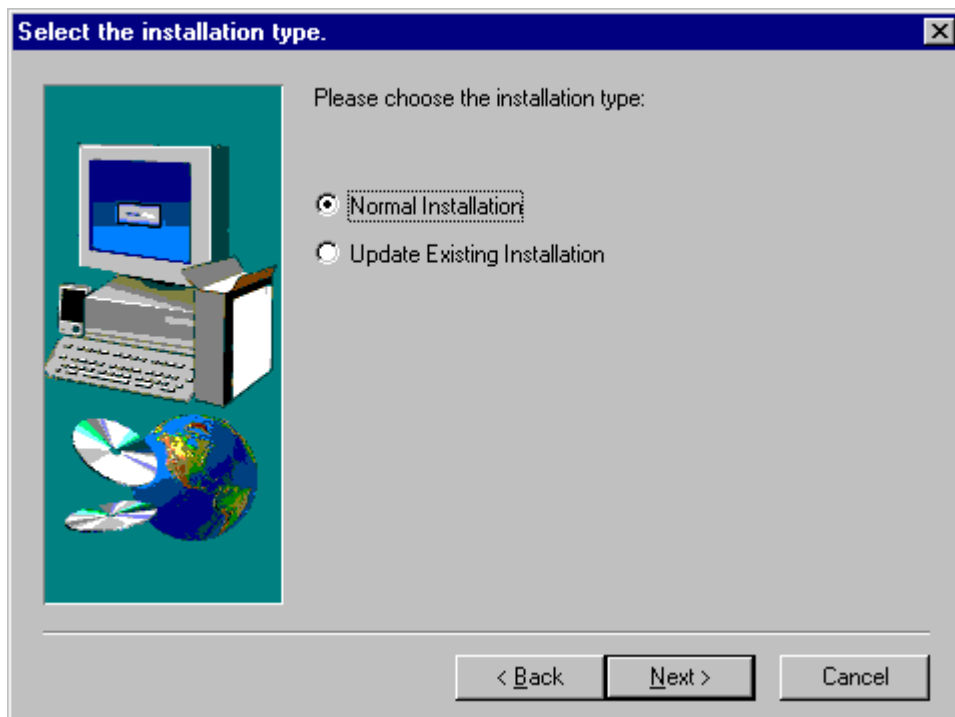 Select the installation type.
Please choose the installation type:
Normal Installation
Update Existing Installation
< Back
Next >
Cancel